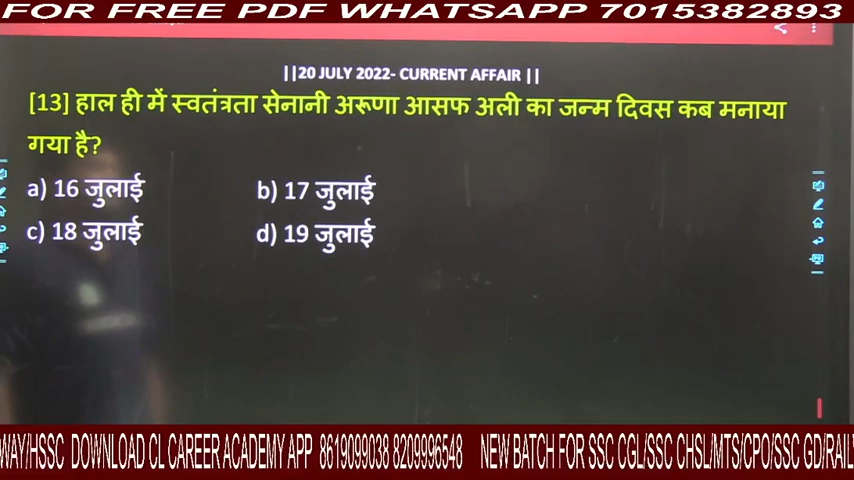 FOR FREE PDF WHATSAPP 7015382893
||20 JULY 2022- CURRENT AFFAIR ||
[13] हाल ही में स्वतंत्रता सेनानी अरूणा आसफ अली का जन्म दिवस कब मनाया
गया है?
a) 16 जुलाई b) 17 जुलाई
c) 18 जुलाई d) 19 जुलाई
WAY/HSSC DOWNLOAD CL CAREER ACADEMY APP 8619099038 8209996548 NEW BATCH FOR SSC CGL/SSC CHSL/MTS/CPO/SSC GD/RAILW